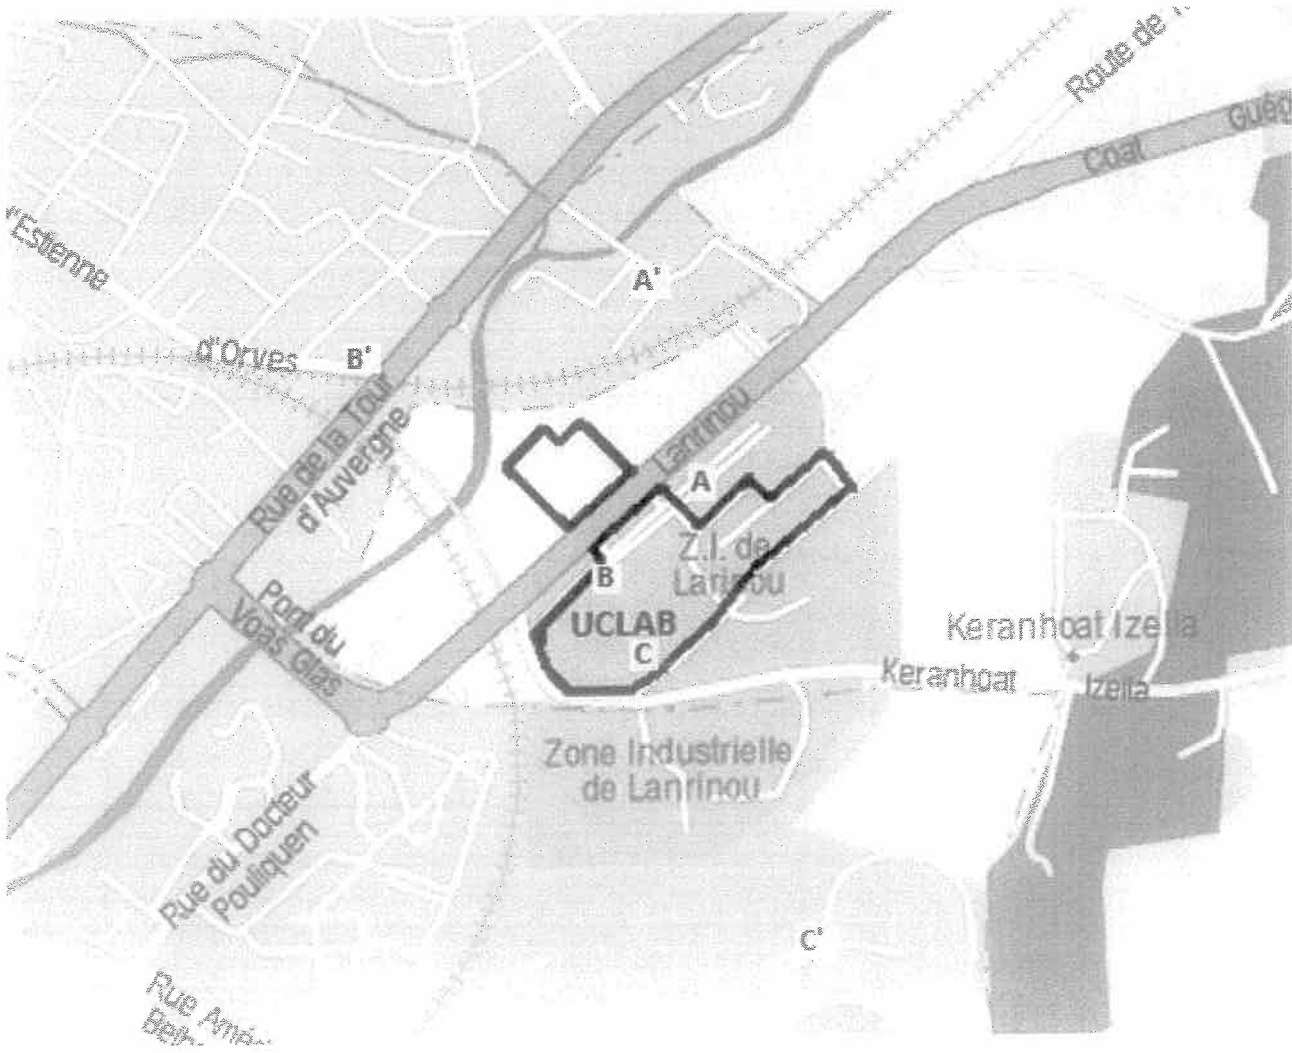 Route de
Guég
Coat
d'Estienne
A'
d'Orves
B'
Rue de la Tour
d'Auvergne
Lanrinou
A
Z.I. de
Larinou
B
Pont du
Voas Glas
UCLAB
C
Keranhoat Izella
Keranhoat
Izella
Zone Industrielle
de Lanrinou
Rue du Docteur
Pouliquen
C'
Rue Amé